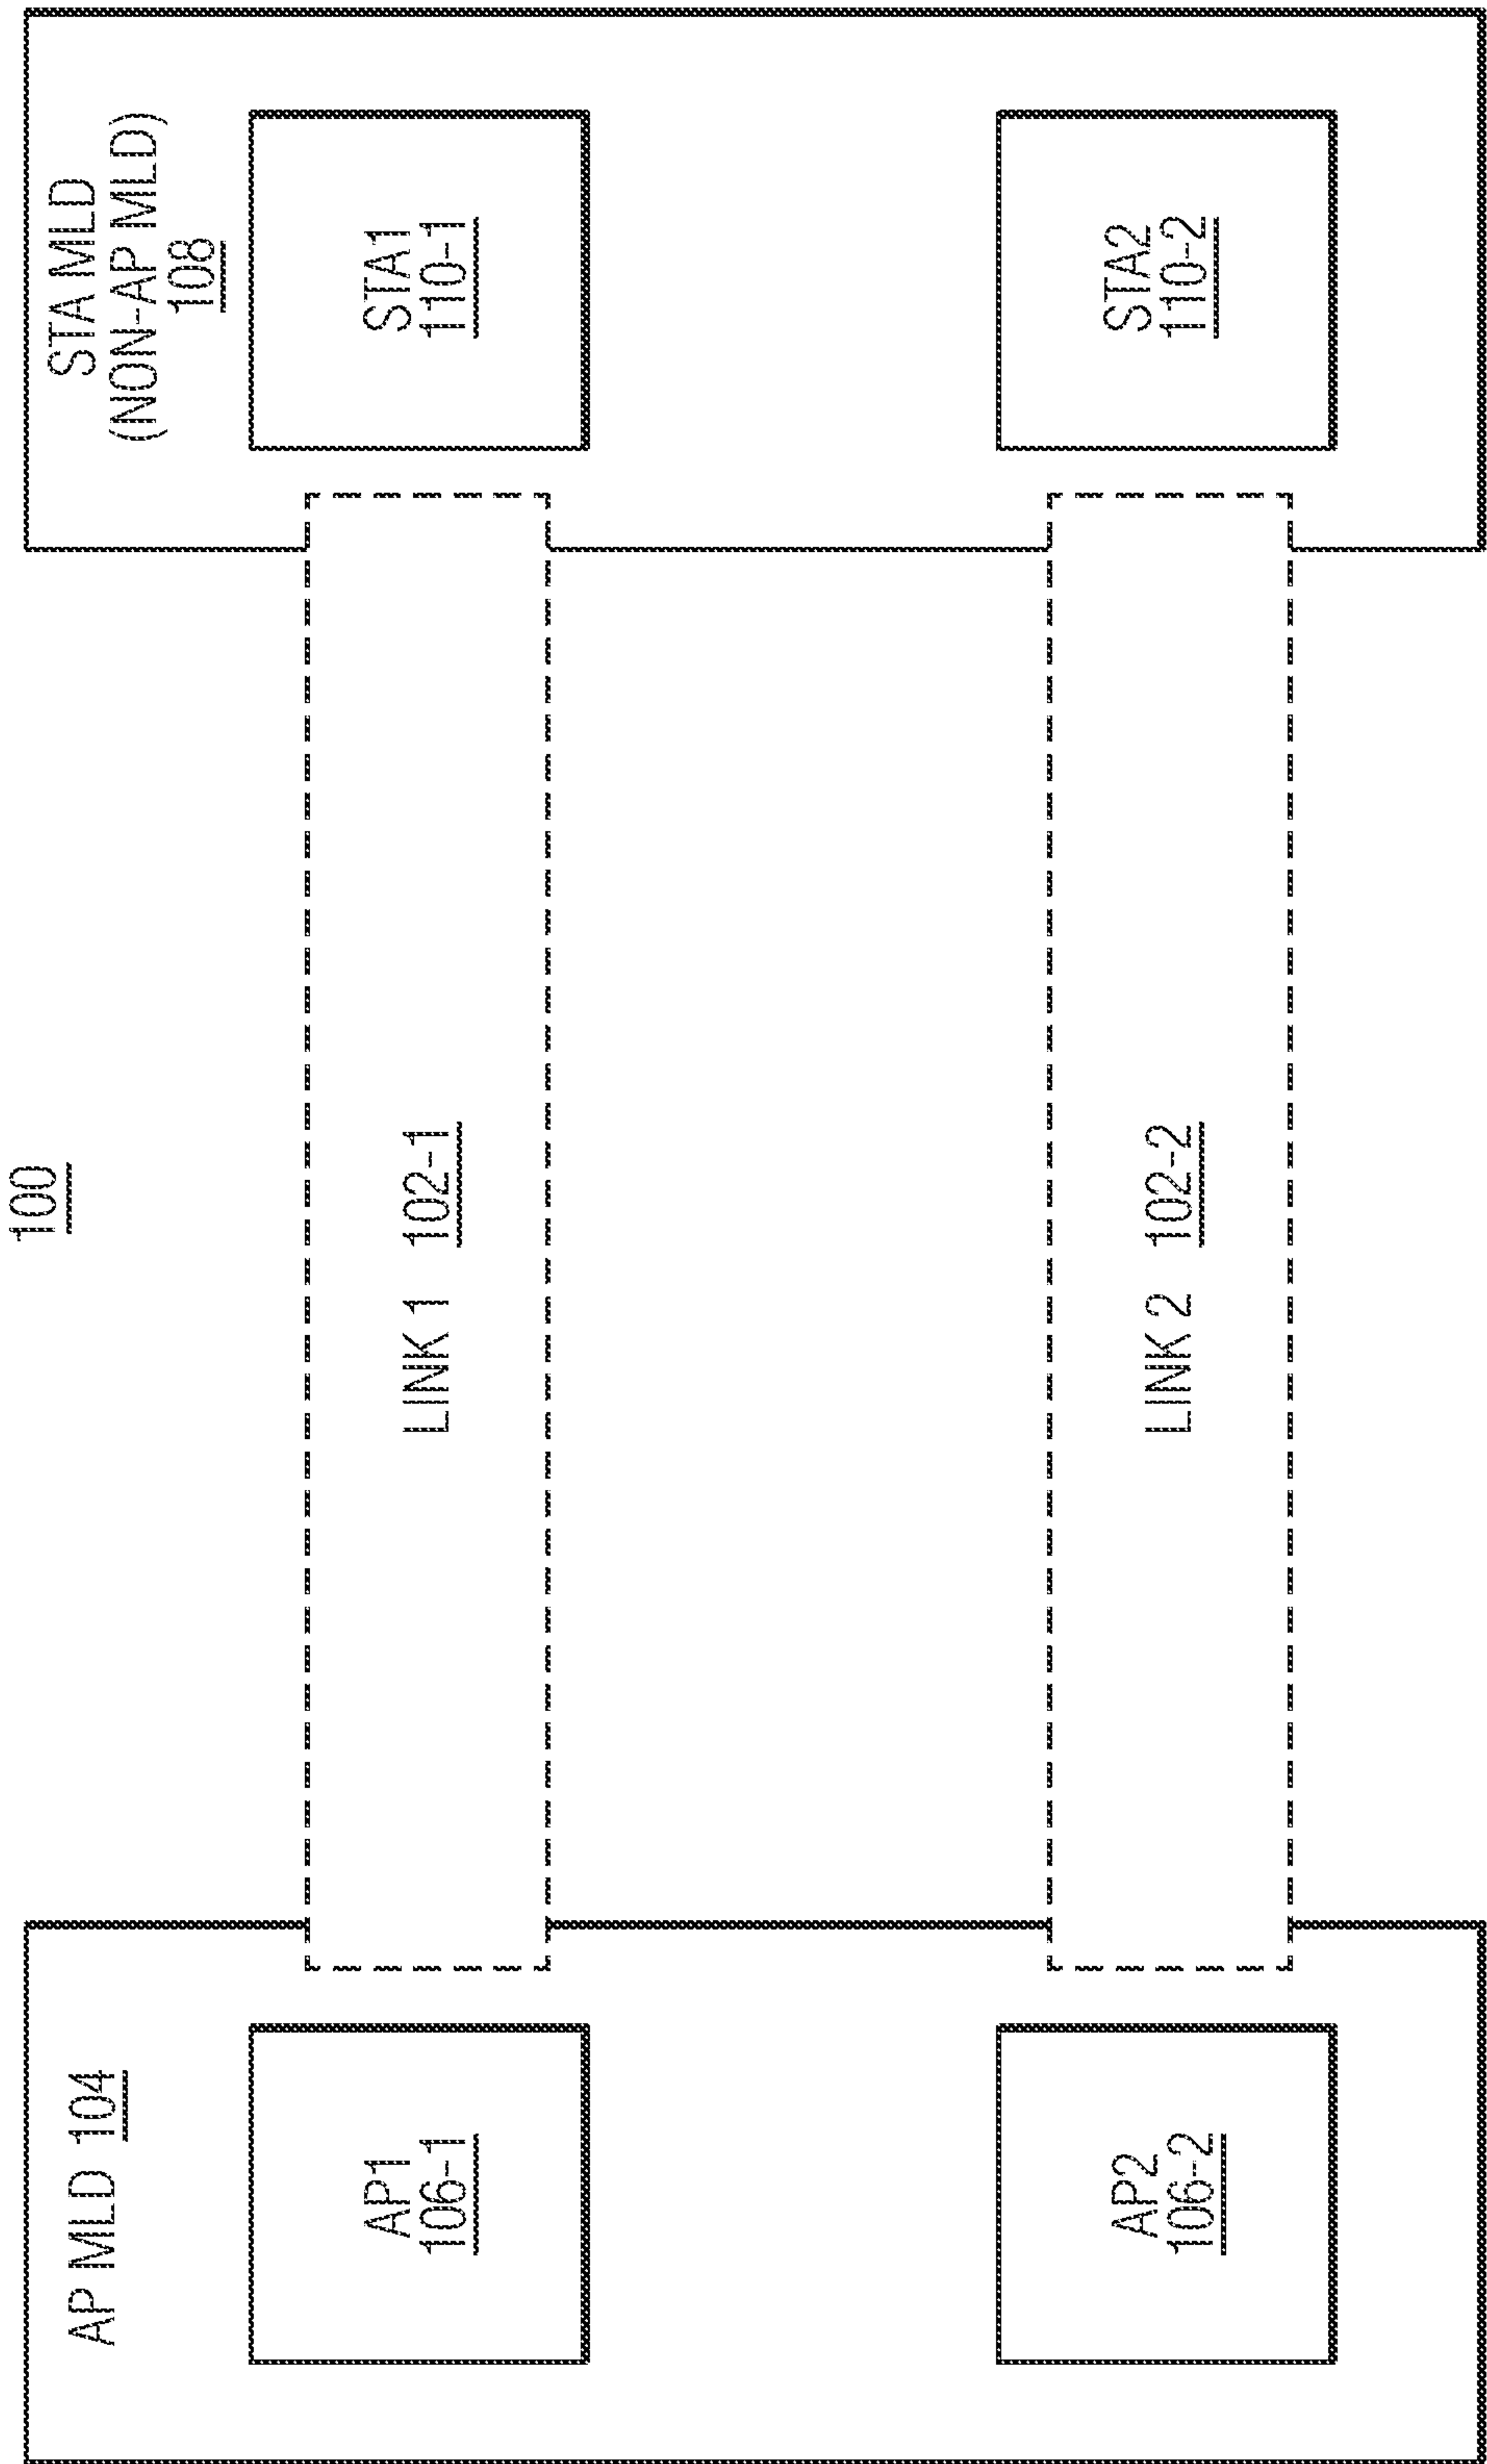 100
AP MLD 104
AP1
106-1
AP2
106-2
LINK 1 102-1
LINK 2 102-2
STA MLD
(NON-AP MLD)
108
STA1
110-1
STA2
110-2